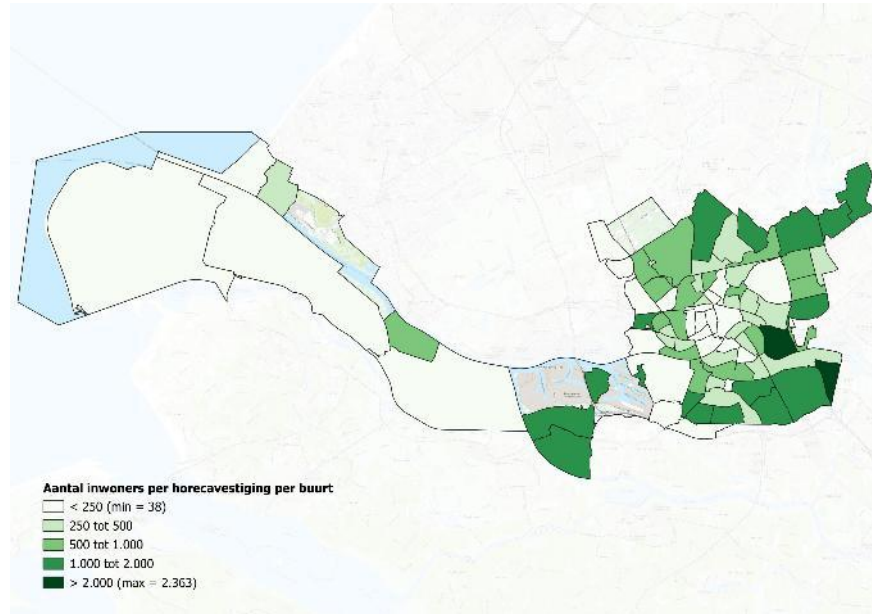 Aantal inwoners per horecavestiging per buurt
< 250 (min = 38)
250 tot 500
500 tot 1.000
1.000 tot 2.000
> 2.000 (max = 2.363)